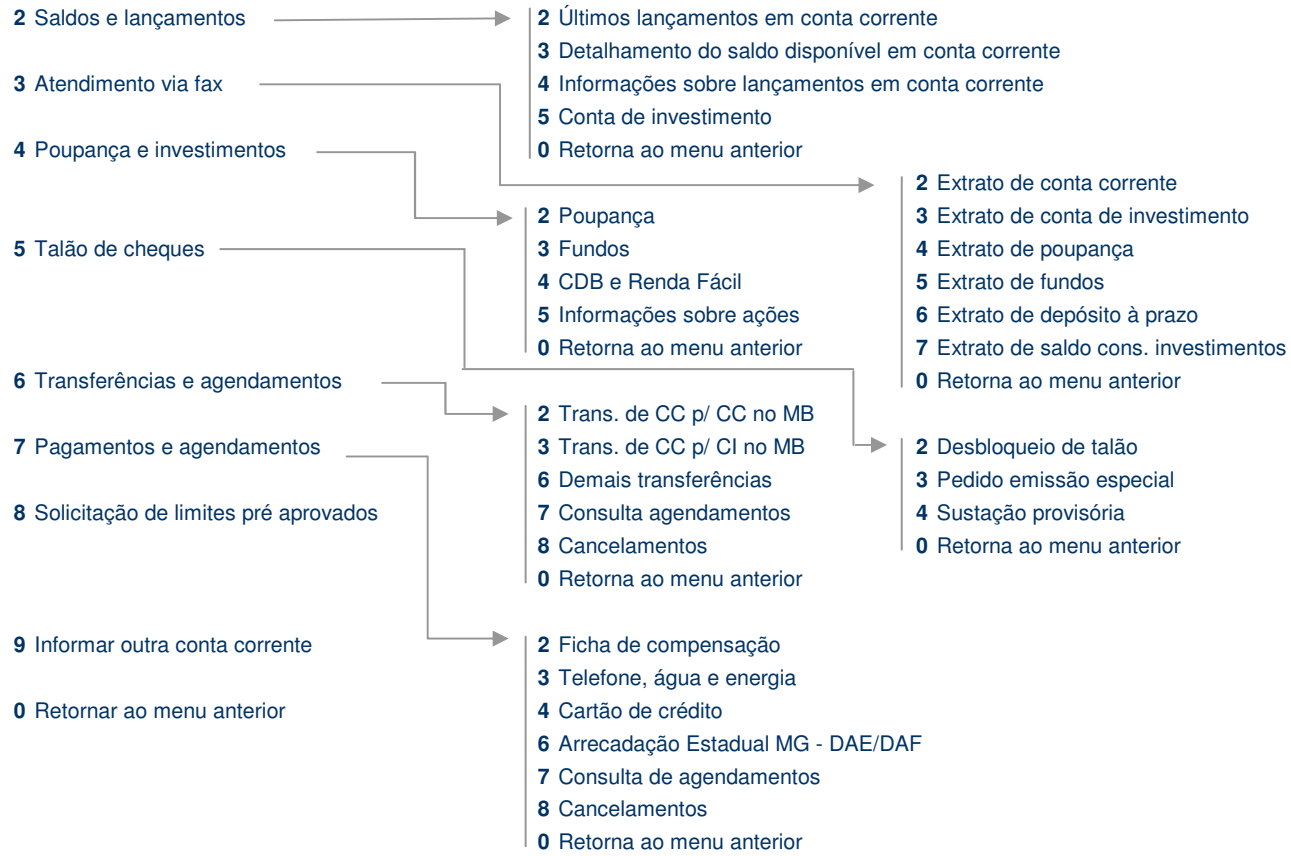 2 Saldos e lançamentos
3 Atendimento via fax
4 Poupança e investimentos
5 Talão de cheques
6 Transferências e agendamentos
7 Pagamentos e agendamentos
8 Solicitação de limites pré aprovados
9 Informar outra conta corrente
0 Retornar ao menu anterior
2 Últimos lançamentos em conta corrente
3 Detalhamento do saldo disponível em conta corrente
4 Informações sobre lançamentos em conta corrente
5 Conta de investimento
0 Retorna ao menu anterior
2 Extrato de conta corrente
3 Extrato de conta de investimento
4 Extrato de poupança
5 Extrato de fundos
6 Extrato de depósito à prazo
7 Extrato de saldo cons. investimentos
0 Retorna ao menu anterior
2 Poupança
3 Fundos
4 CDB e Renda Fácil
5 Informações sobre ações
0 Retorna ao menu anterior
2 Desbloqueio de talão
3 Pedido emissão especial
4 Sustação provisória
0 Retorna ao menu anterior
2 Trans. de CC p/ CC no MB
3 Trans. de CC p/ CI no MB
6 Demais transferências
7 Consulta agendamentos
8 Cancelamentos
0 Retorna ao menu anterior
2 Ficha de compensação
3 Telefone, água e energia
4 Cartão de crédito
6 Arrecadação Estadual MG - DAE/DAF
7 Consulta de agendamentos
8 Cancelamentos
0 Retorna ao menu anterior